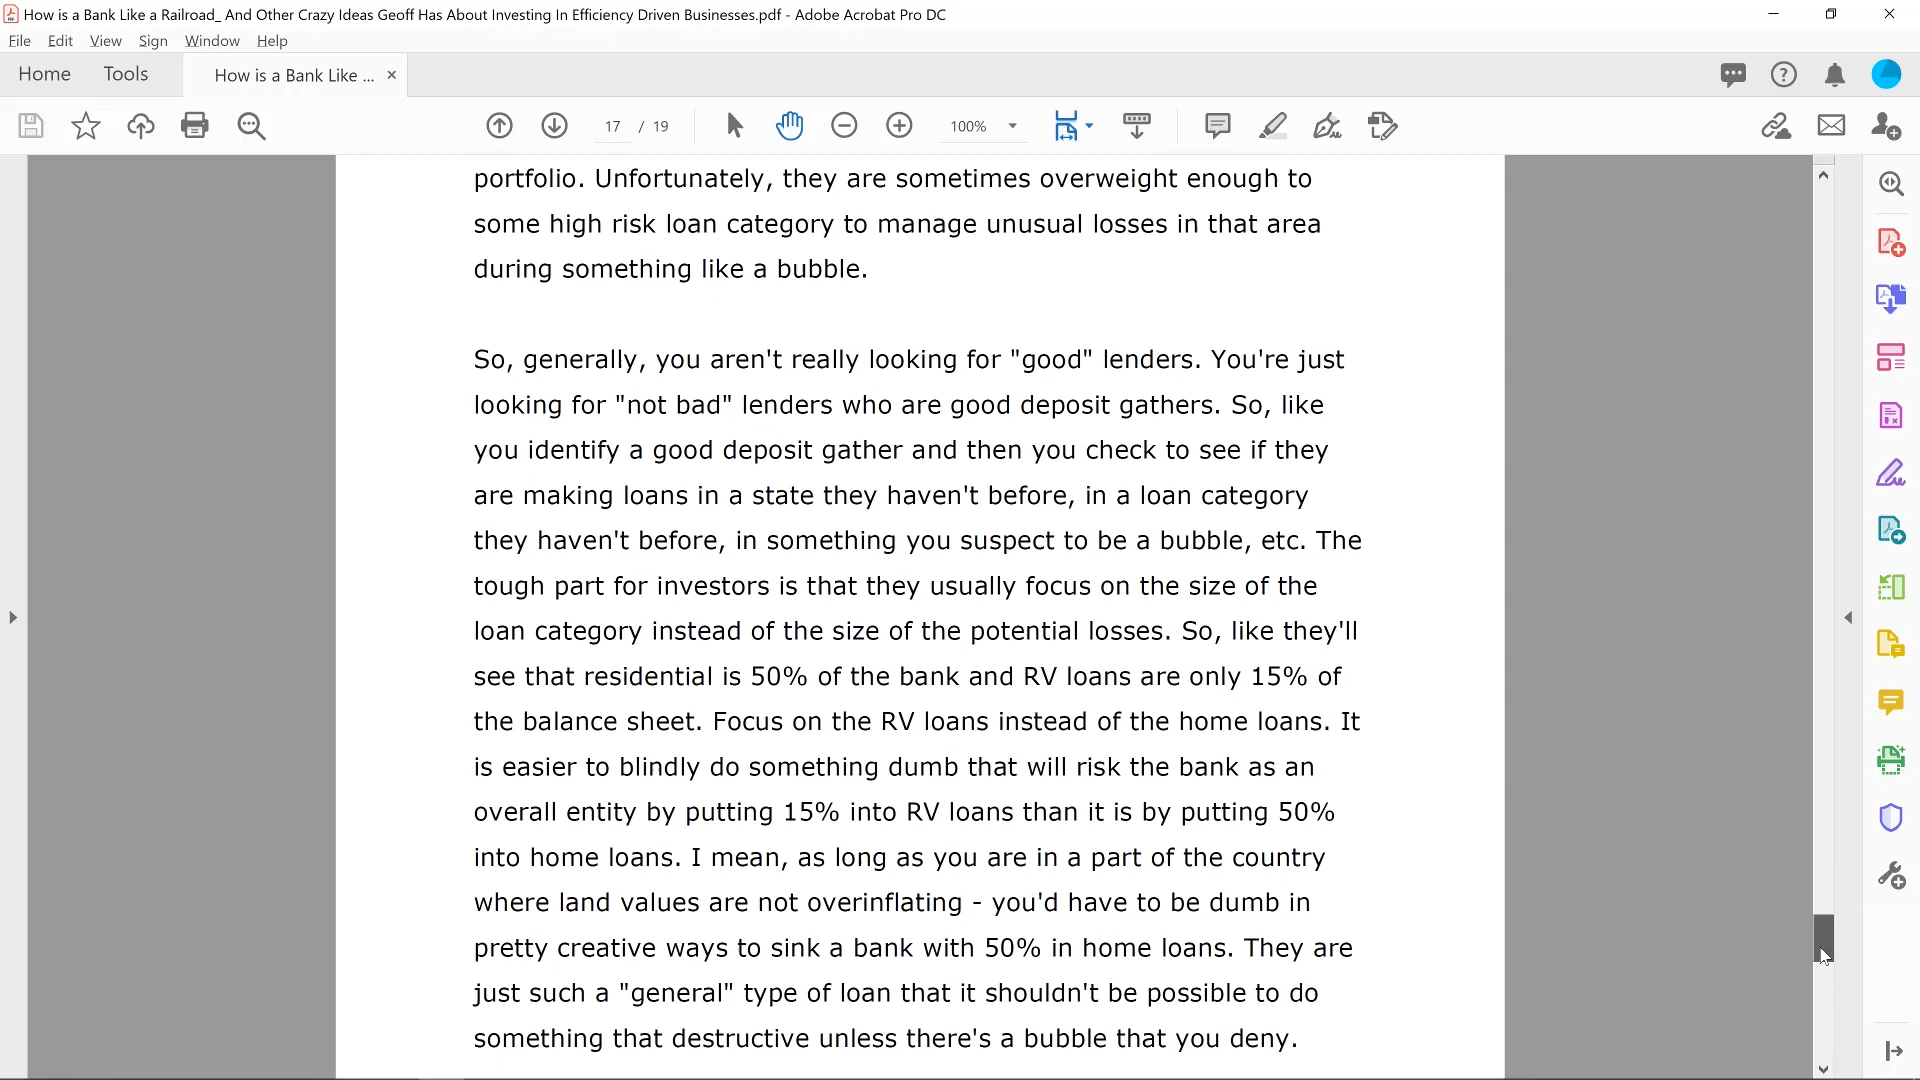 How is a Bank Like a Railroad_ And Other Crazy Ideas Geoff Has About Investing In Efficiency Driven Businesses.pdf - Adobe Acrobat Pro DC
File Edit View Sign Window Help
Home Tools How is a Bank Like ... ×
17 / 19 100%
portfolio. Unfortunately, they are sometimes overweight enough to
some high risk loan category to manage unusual losses in that area
during something like a bubble.
So, generally, you aren't really looking for "good" lenders. You're just
looking for "not bad" lenders who are good deposit gathers. So, like
you identify a good deposit gather and then you check to see if they
are making loans in a state they haven't before, in a loan category
they haven't before, in something you suspect to be a bubble, etc. The
tough part for investors is that they usually focus on the size of the
loan category instead of the size of the potential losses. So, like they'll
see that residential is 50% of the bank and RV loans are only 15% of
the balance sheet. Focus on the RV loans instead of the home loans. It
is easier to blindly do something dumb that will risk the bank as an
overall entity by putting 15% into RV loans than it is by putting 50%
into home loans. I mean, as long as you are in a part of the country
where land values are not overinflating - you'd have to be dumb in
pretty creative ways to sink a bank with 50% in home loans. They are
just such a "general" type of loan that it shouldn't be possible to do
something that destructive unless there's a bubble that you deny.